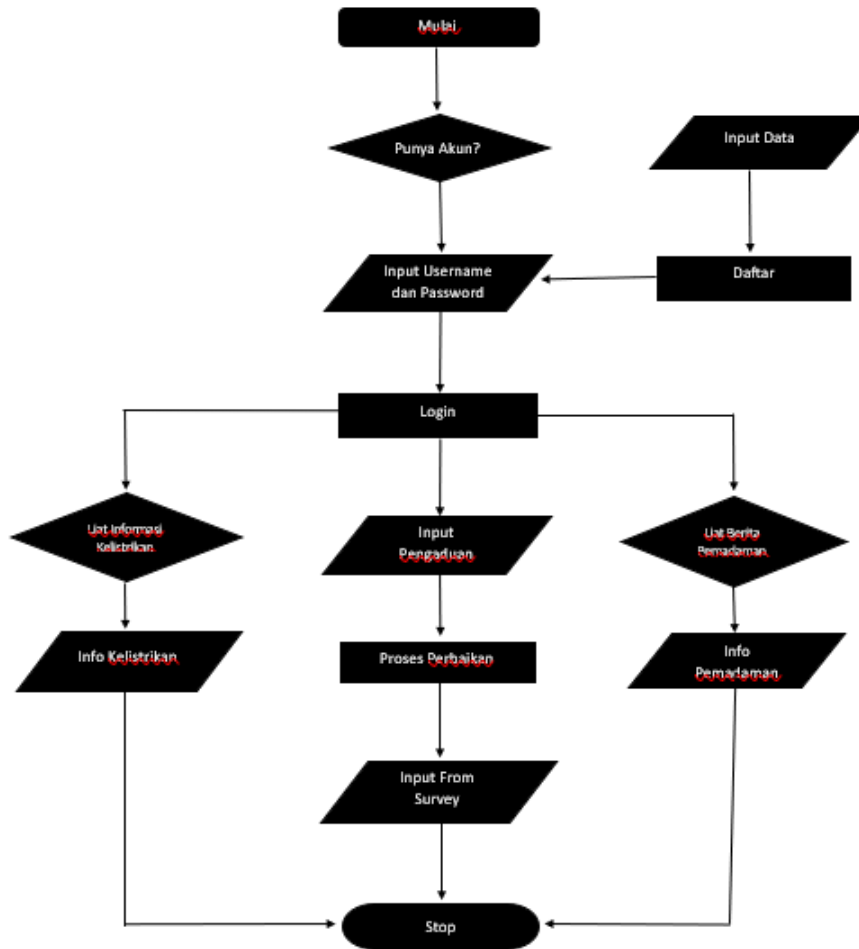 Mulai
Punya Akun?
Input Data
Input Username
dan Password
Daftar
Login
Liat Informasi
Kelistrikan
Input
Pengaduan
Liat Berita
Pemadaman
Info Kelistrikan
Proses Perbaikan
Info
Pemadaman
Input From
Survey
Stop